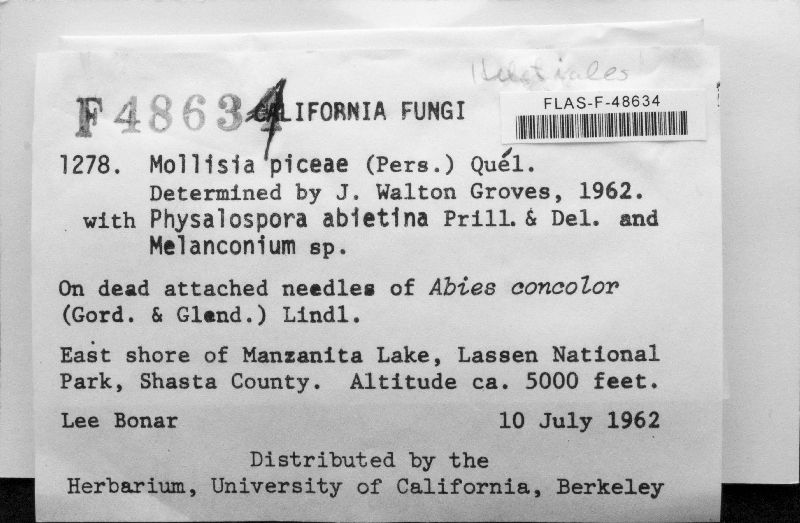 Helotiales
F48634 CALIFORNIA FUNGI
FLAS-F-48634
1278. Mollisia piceae (Pers.) Quél.
Determined by J. Walton Groves, 1962.
with Physalospora abietina Prill. & Del. and
Melanconium sp.
On dead attached needles of Abies concolor
(Gord. & Glend.) Lindl.
East shore of Manzanita Lake, Lassen National
Park, Shasta County. Altitude ca. 5000 feet.
Lee Bonar 10 July 1962
Distributed by the
Herbarium, University of California, Berkeley